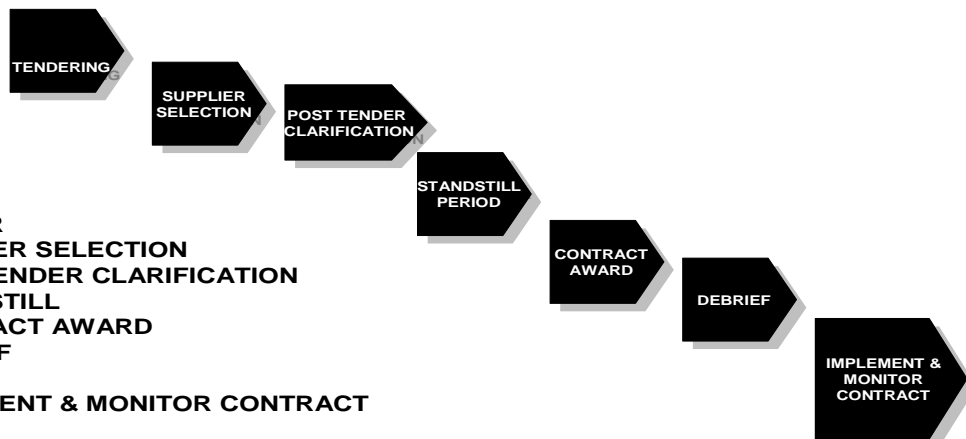 TENDERING
SUPPLIER
SELECTION
POST TENDER
CLARIFICATION
STANDSTILL
PERIOD
CONTRACT
AWARD
DEBRIEF
IMPLEMENT &
MONITOR
CONTRACT
R
ER SELECTION
ENDER CLARIFICATION
STILL
ACT AWARD
F
ENT & MONITOR CONTRACT